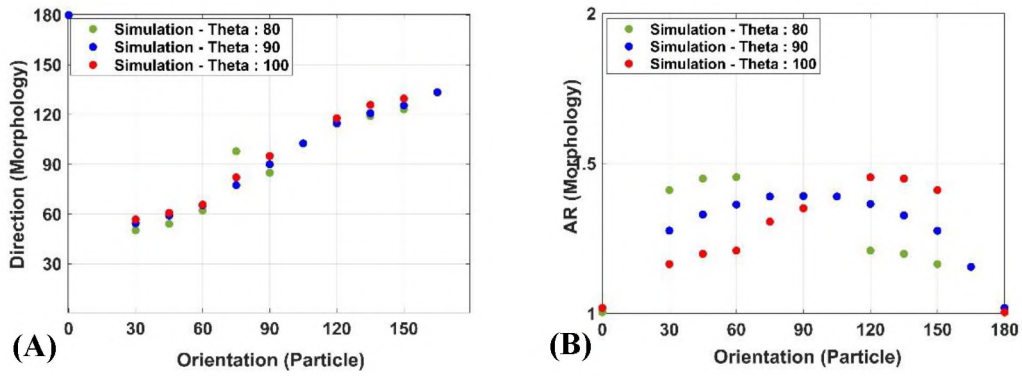 180
150
120
90
60
30
Direction (Morphology)
Simulation - Theta : 80
Simulation - Theta : 90
Simulation - Theta : 100
0
30
60
90
120
150
Orientation (Particle)
(A)
2
1.5
1
AR (Morphology)
Simulation - Theta : 80
Simulation - Theta : 90
Simulation - Theta : 100
0
30
60
90
120
150
180
Orientation (Particle)
(B)